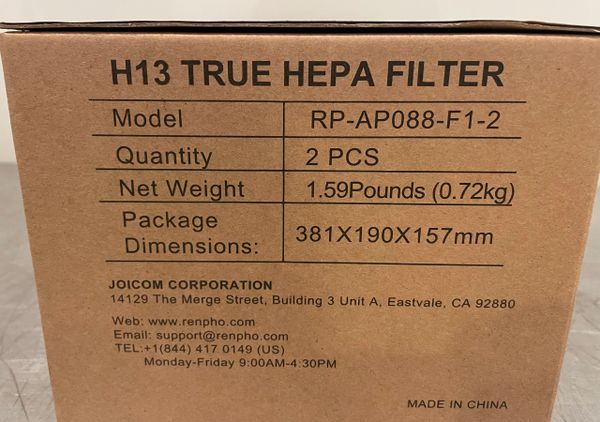 H13 TRUE HEPA FILTER
Model RP-AP088-F1-2
Quantity 2 PCS
Net Weight 1.59Pounds (0.72kg)
Package
Dimensions: 381X190X157mm
JOICOM CORPORATION
14129 The Merge Street, Building 3 Unit A, Eastvale, CA 92880
Web: www.renpho.com
Email: support@renpho.com
TEL:+1(844) 417 0149 (US)
Monday-Friday 9:00AM-4:30PM
MADE IN CHINA